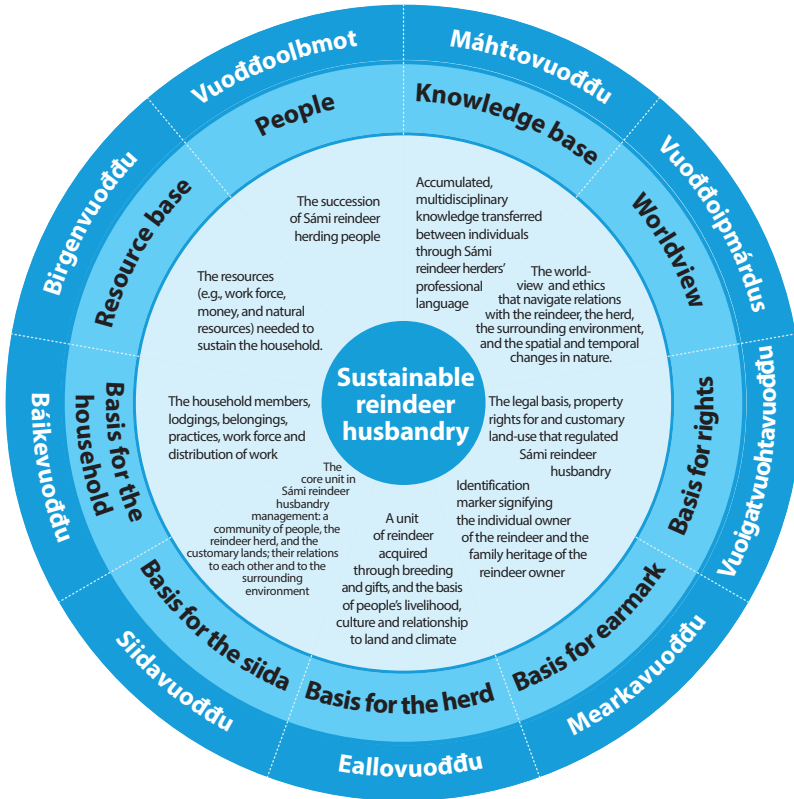 Vuođđoolbmot
Máhttovuođđu
Vuođđoipmárdus
Vuoigatvuohtavuođđu
Mearkavuođđu
Eallovuođđu
Siidavuođđu
Báikevuođđu
Birgenvuođđu
People
Knowledge base
Worldview
Basis for rights
Basis for earmark
Basis for the herd
Basis for the siida
Basis for the
household
Resource base
The succession
of Sámi reindeer
herding people
Accumulated,
multidisciplinary
knowledge transferred
between individuals
through Sámi
reindeer herders’
professional
language
The world-
view and ethics
that navigate relations
with the reindeer, the herd,
the surrounding environment,
and the spatial and temporal
changes in nature.
The legal basis, property
rights for and customary
land-use that regulated
Sámi reindeer
husbandry
Identification
marker signifying
the individual owner
of the reindeer and the
family heritage of the
reindeer owner
A unit
of reindeer
acquired
through breeding
and gifts, and the basis
of people’s livelihood,
culture and relationship
to land and climate
The
core unit in
Sámi reindeer
husbandry
management: a
community of people, the
reindeer herd, and the
customary lands; their relations
to each other and to the
surrounding
environment
The household members,
lodgings, belongings,
practices, work force and
distribution of work
The resources
(e.g., work force,
money, and natural
resources) needed to
sustain the household.
Sustainable
reindeer
husbandry